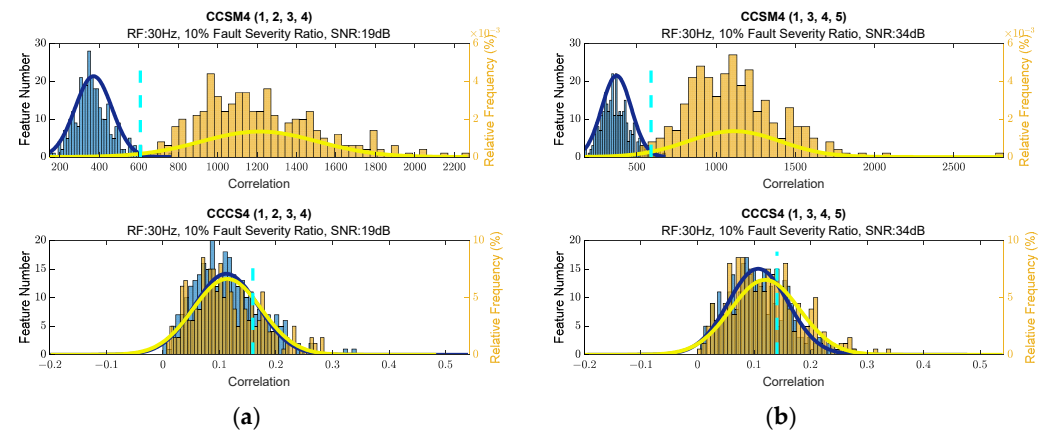 CCSM4 (1, 2, 3, 4)
RF:30Hz, 10% Fault Severity Ratio, SNR:19dB
×10⁻³
Feature Number
30
20
10
0
6
4
2
0
Relative Frequency (%)
200 400 600 800 1000 1200 1400 1600 1800 2000 2200
Correlation
CCSM4 (1, 3, 4, 5)
RF:30Hz, 10% Fault Severity Ratio, SNR:34dB
×10⁻³
Feature Number
30
20
10
0
6
4
2
0
Relative Frequency (%)
500 1000 1500 2000 2500
Correlation
CCCS4 (1, 2, 3, 4)
RF:30Hz, 10% Fault Severity Ratio, SNR:19dB
Feature Number
20
15
10
5
0
10
5
0
Relative Frequency (%)
−0.2 −0.1 0 0.1 0.2 0.3 0.4 0.5
Correlation
CCCS4 (1, 3, 4, 5)
RF:30Hz, 10% Fault Severity Ratio, SNR:34dB
Feature Number
20
15
10
5
0
10
5
0
Relative Frequency (%)
−0.2 −0.1 0 0.1 0.2 0.3 0.4 0.5
Correlation
(a)
(b)